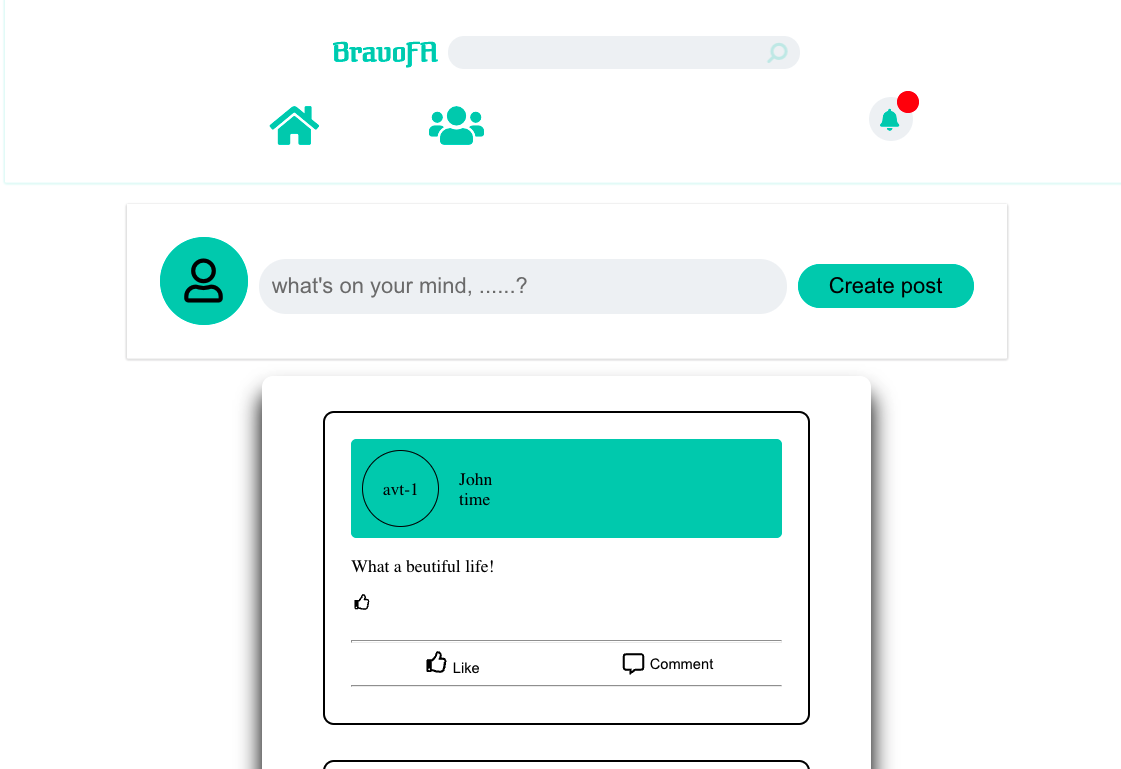 BravoFA
what's on your mind, ......?
Create post
avt-1
John
time
What a beutiful life!
Like
Comment